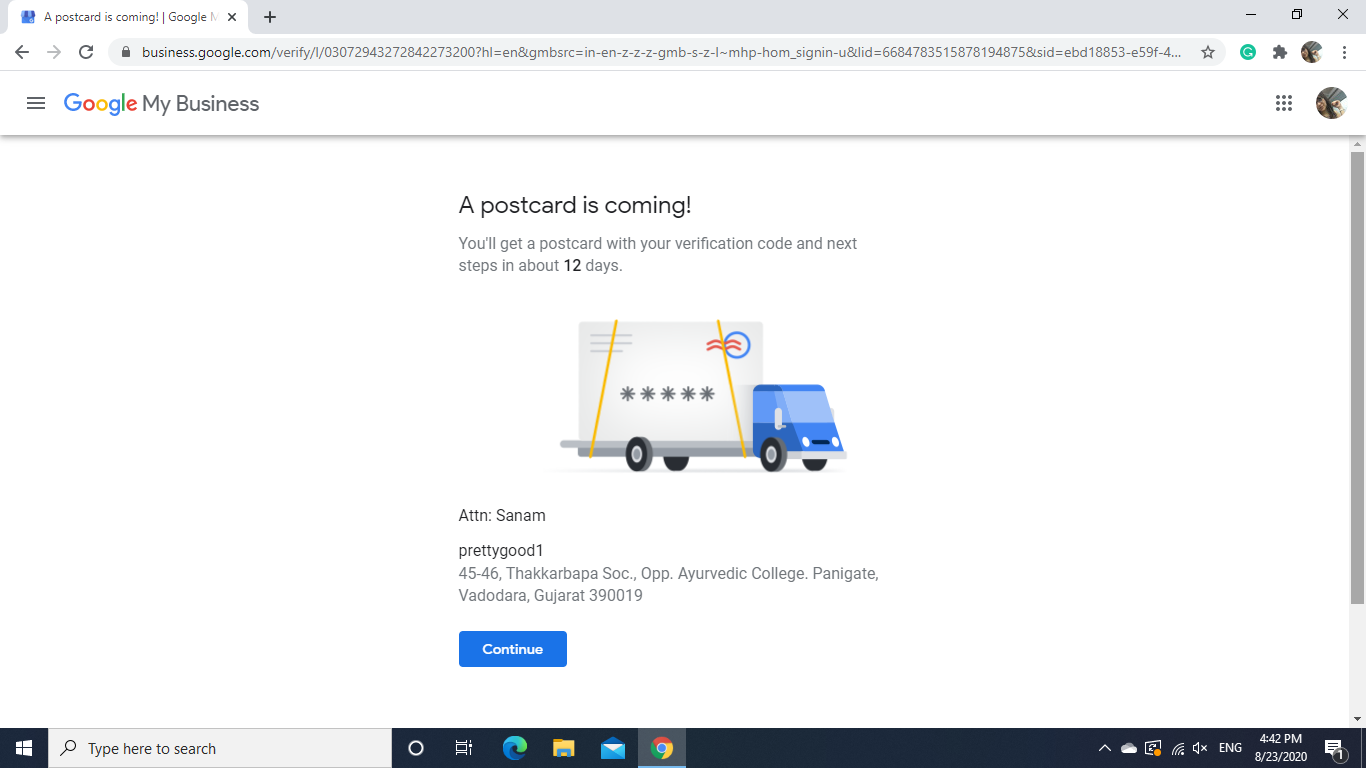 A postcard is coming! | Google M
business.google.com/verify/l/03072943272842273200?hl=en&gmbsrc=in-en-z-z-z-gmb-s-z-l~mhp-hom_signin-u&lid=6684783515878194875&sid=ebd18853-e59f-4...
Google My Business
A postcard is coming!
You'll get a postcard with your verification code and next
steps in about 12 days.
*****
Attn: Sanam
prettygood1
45-46, Thakkarbapa Soc., Opp. Ayurvedic College. Panigate,
Vadodara, Gujarat 390019
Continue
Type here to search
ENG
4:42 PM
8/23/2020
1